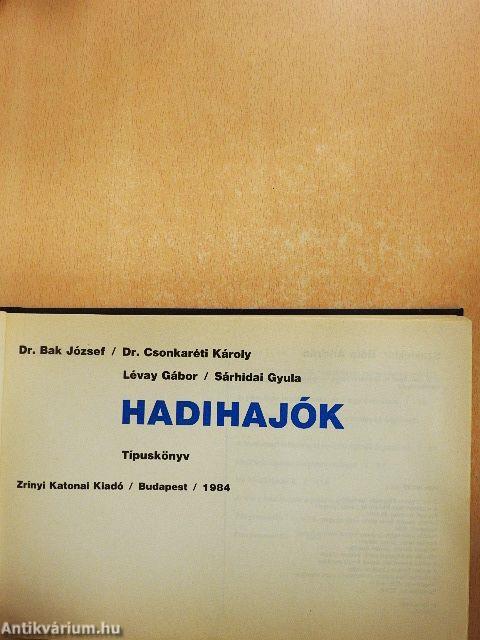 Dr. Bak József / Dr. Csonkaréti Károly
Lévay Gábor / Sárhidai Gyula
HADIHAJÓK
Típuskönyv
Zrínyi Katonai Kiadó / Budapest / 1984
Antikvárium.hu